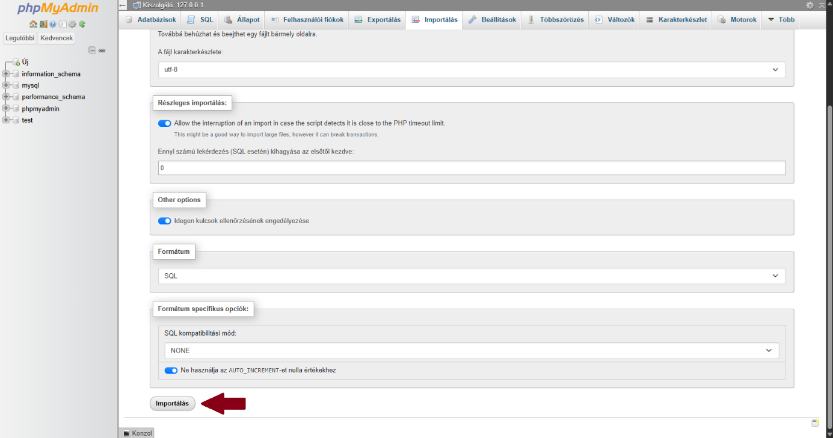 phpMyAdmin
Legutóbbi Kedvencek
Új
information_schema
mysql
performance_schema
phpmyadmin
test
Kiszolgáló: 127.0.0.1
Adatbázisok SQL Állapot Felhasználói fiókok Exportálás Importálás Beállítások Többszörözés Változók Karakterkészlet Motorok Több
Továbbá behúzhat és beejthet egy fájlt bármely oldalra.
A fájl karakterkészlete:
utf-8
Részleges importálás:
Allow the interruption of an import in case the script detects it is close to the PHP timeout limit.
This might be a good way to import large files, however it can break transactions.
Ennyi számú lekérdezés (SQL esetén) kihagyása az elsőtől kezdve:
0
Other options
Idegen kulcsok ellenőrzésének engedélyezése
Formátum
SQL
Formátum specifikus opciók:
SQL kompatibilitási mód:
NONE
Ne használja az AUTO_INCREMENT-et nulla értékekhez
Importálás
Konzol